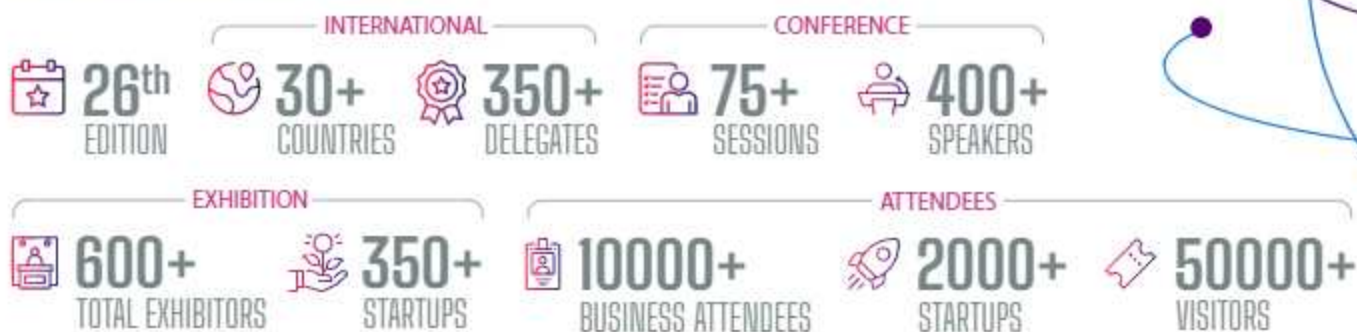 INTERNATIONAL CONFERENCE
26th 30+ 350+ 75+ 400+
EDITION COUNTRIES DELEGATES SESSIONS SPEAKERS
EXHIBITION ATTENDEES
600+ 350+ 10000+ 2000+ 50000+
TOTAL EXHIBITORS STARTUPS BUSINESS ATTENDEES STARTUPS VISITORS